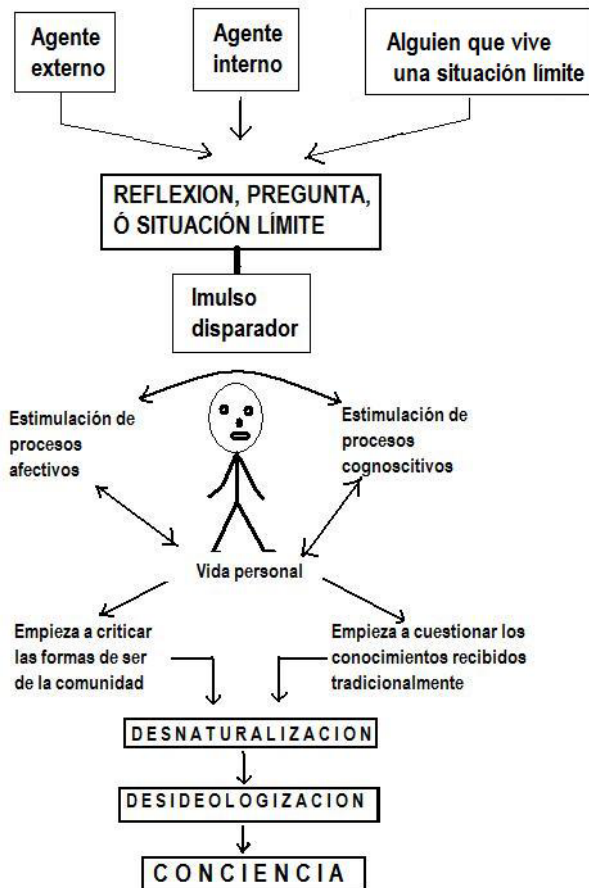 Agente
externo
Agente
interno
Alguien que vive
una situación límite
REFLEXION, PREGUNTA,
Ó SITUACIÓN LÍMITE
Imulso
disparador
Estimulación de
procesos
afectivos
Estimulación de
procesos
cognoscitivos
Vida personal
Empieza a criticar
las formas de ser
de la comunidad
Empieza a cuestionar los
conocimientos recibidos
tradicionalmente
DESNATURALIZACION
DESIDEOLOGIZACION
CONCIENCIA